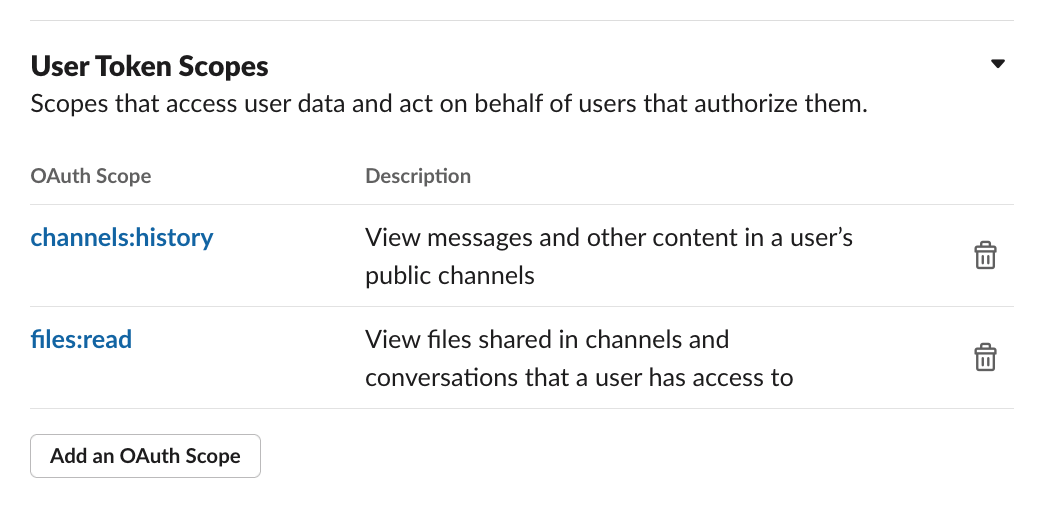 User Token Scopes
Scopes that access user data and act on behalf of users that authorize them.
OAuth Scope
Description
channels:history
View messages and other content in a user’s
public channels
files:read
View files shared in channels and
conversations that a user has access to
Add an OAuth Scope